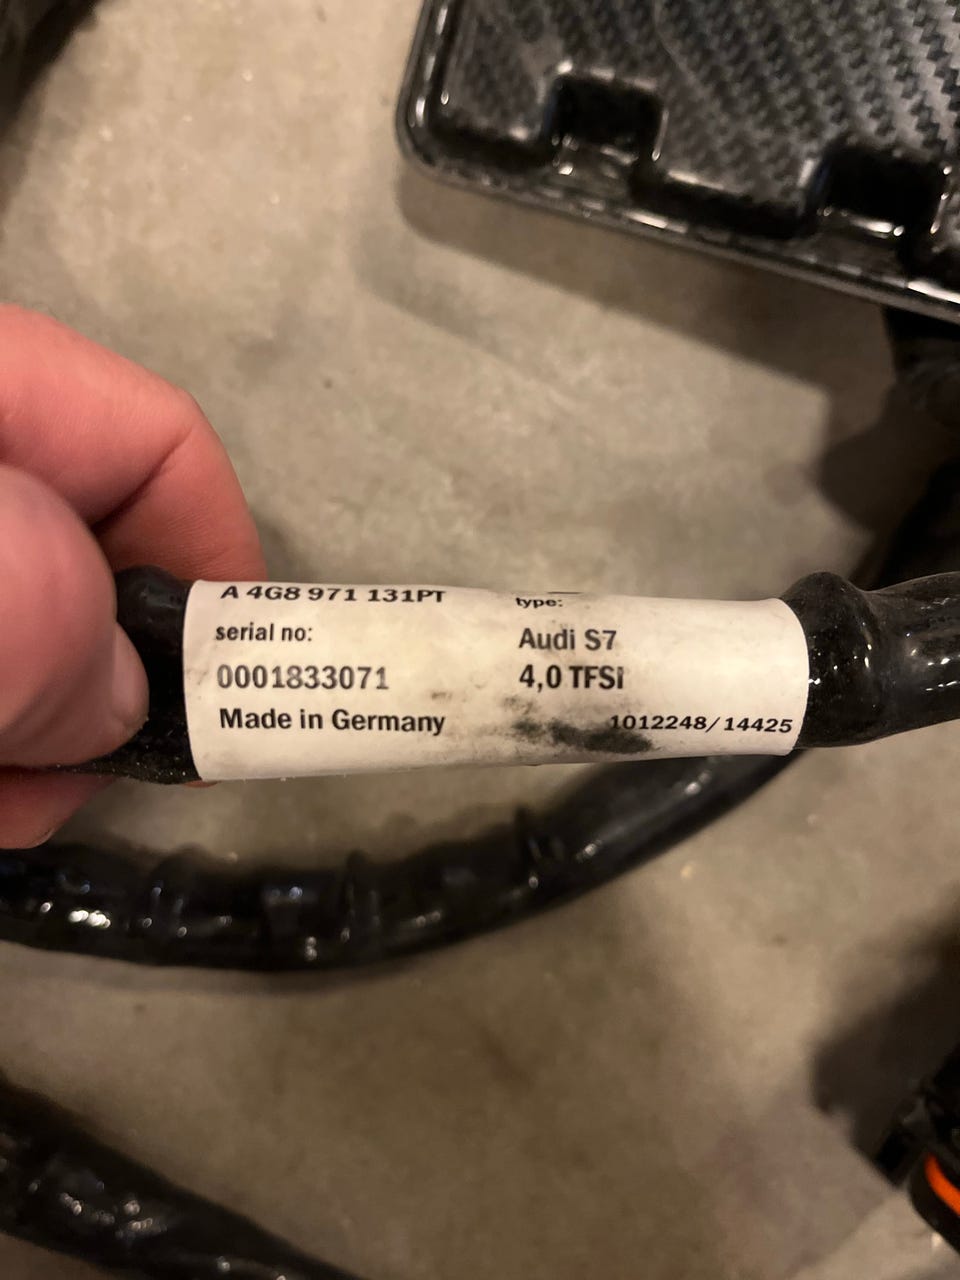 A 4G8 971 131PT
type:
serial no:
Audi S7
0001833071
4,0 TFSi
Made in Germany
1012248/14425